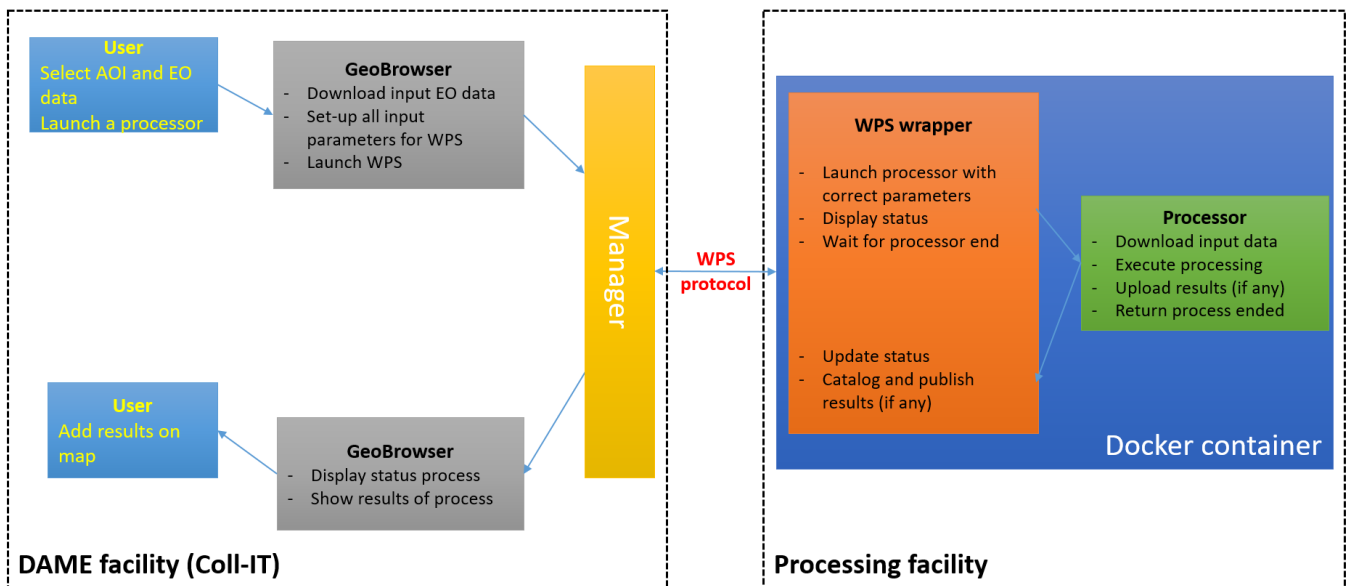 User
Select AOI and EO
data
Launch a processor
GeoBrowser
- Download input EO data
- Set-up all input
parameters for WPS
- Launch WPS
Manager
User
Add results on
map
GeoBrowser
- Display status process
- Show results of process
DAME facility (Coll-IT)
WPS
protocol
WPS wrapper
- Launch processor with
correct parameters
- Display status
- Wait for processor end
- Update status
- Catalog and publish
results (if any)
Processor
- Download input data
- Execute processing
- Upload results (if any)
- Return process ended
Docker container
Processing facility